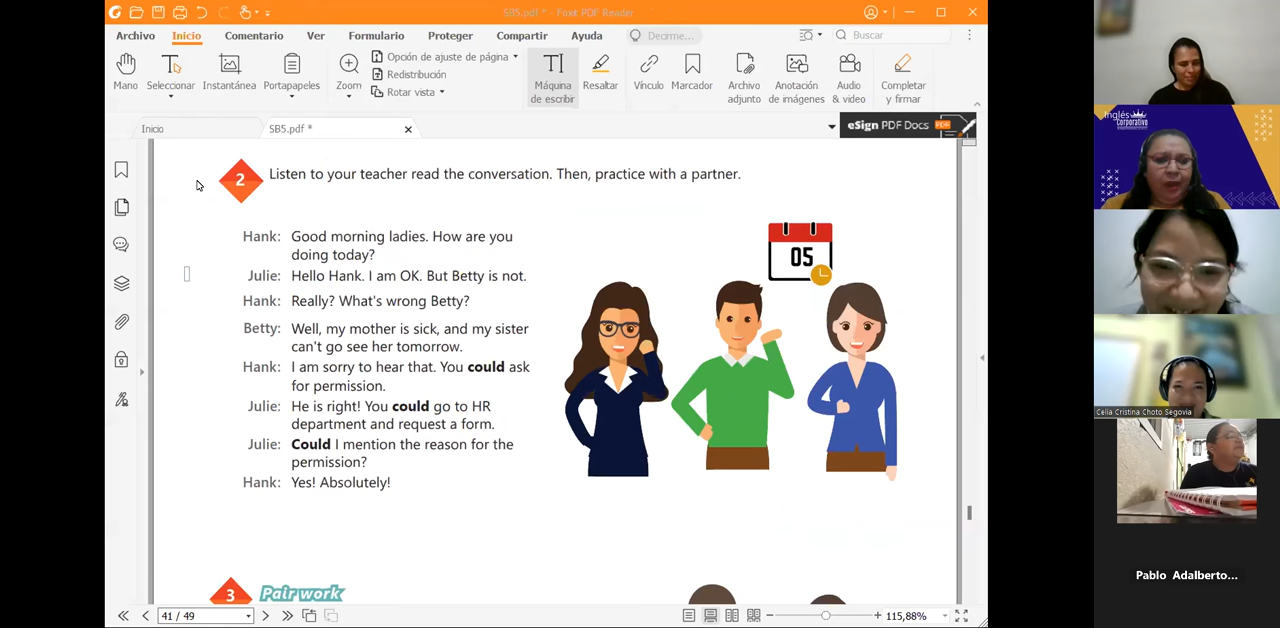 SB5.pdf * - Foxit PDF Reader
Archivo Inicio Comentario Ver Formulario Proteger Compartir Ayuda Decirme... Buscar
Mano
Seleccionar
Instantánea
Portapapeles
Zoom
Opción de ajuste de página
Redistribución
Rotar vista
Máquina de escribir
Resaltar
Vínculo
Marcador
Archivo adjunto
Anotación de imágenes
Audio & video
Completar y firmar
Inicio
SB5.pdf *
eSign PDF Docs
2
Listen to your teacher read the conversation. Then, practice with a partner.
Hank: Good morning ladies. How are you
doing today?
Julie: Hello Hank. I am OK. But Betty is not.
Hank: Really? What's wrong Betty?
Betty: Well, my mother is sick, and my sister
can't go see her tomorrow.
Hank: I am sorry to hear that. You could ask
for permission.
Julie: He is right! You could go to HR
department and request a form.
Julie: Could I mention the reason for the
permission?
Hank: Yes! Absolutely!
05
3
Pair work
41 / 49
115,88%
Inglés
Corporativo
Celia Cristina Choto Segovia
Pablo Adalberto...